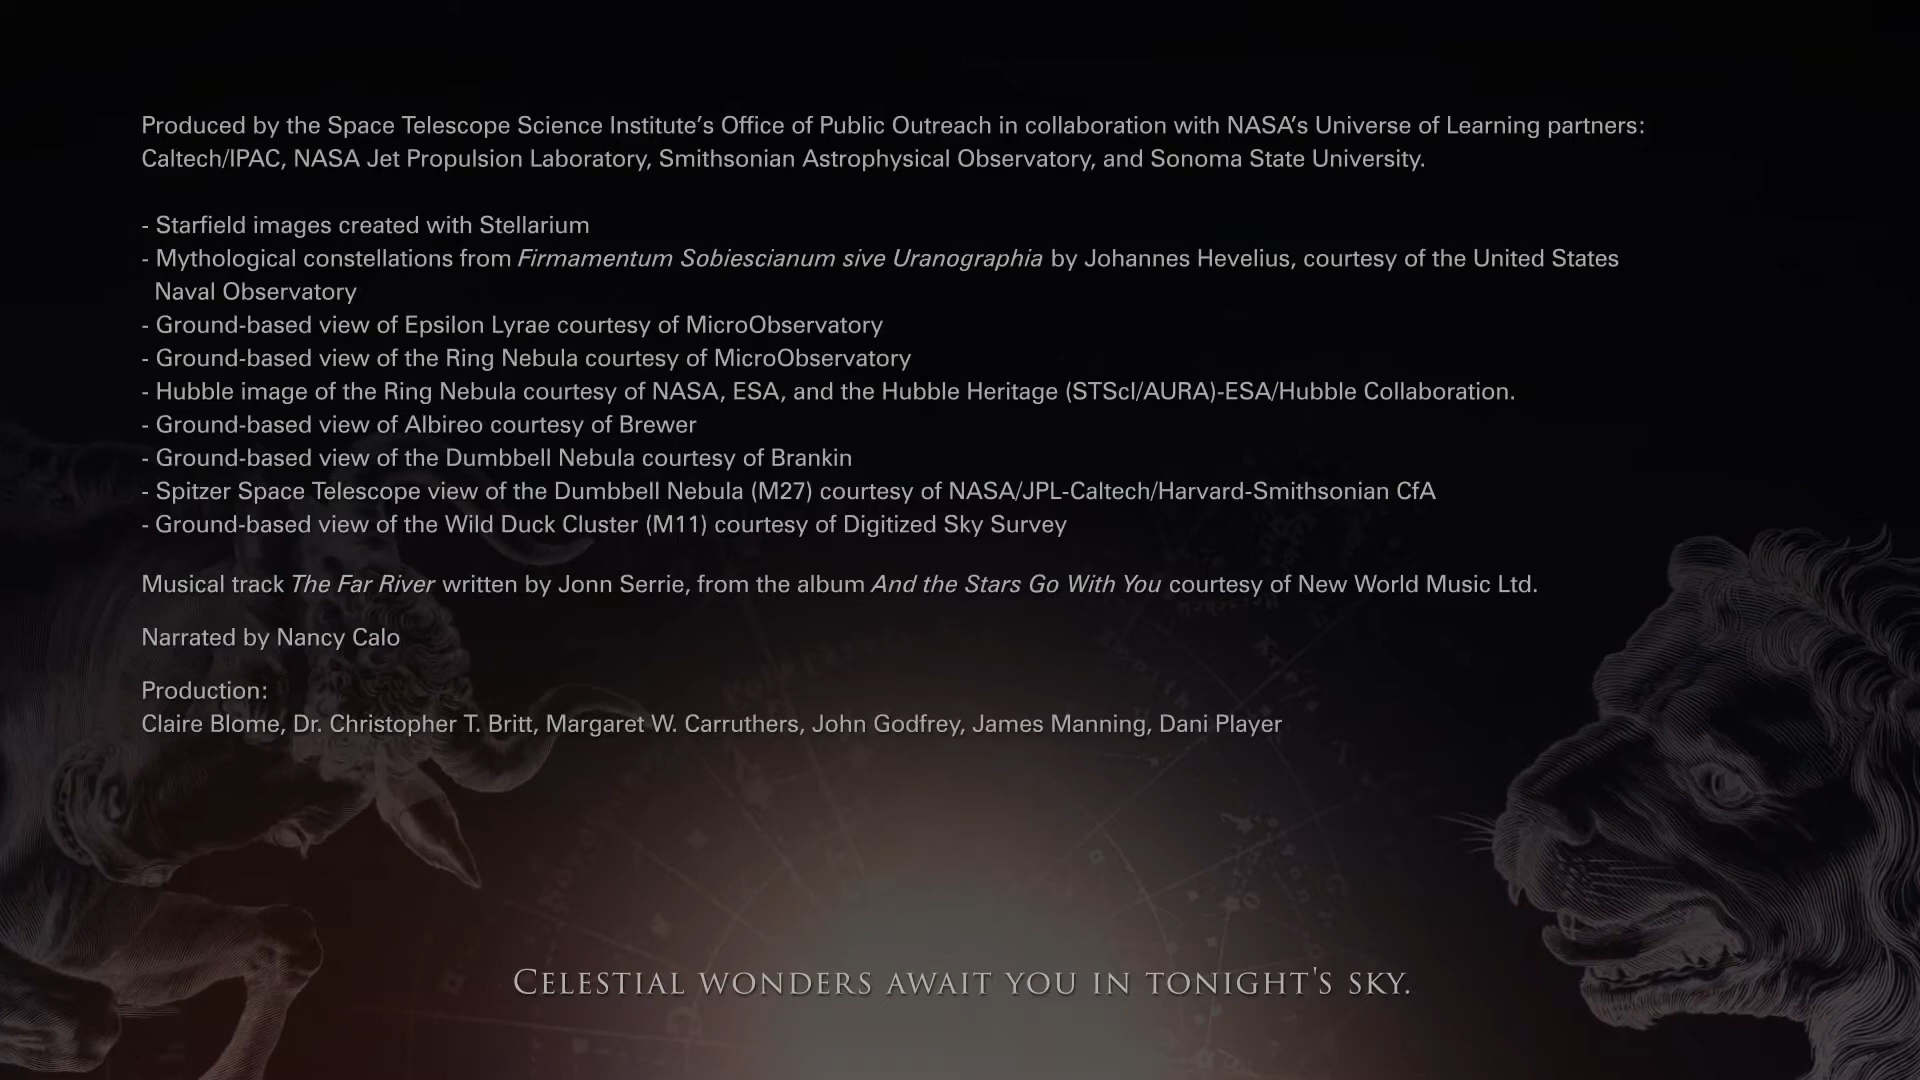 Produced by the Space Telescope Science Institute’s Office of Public Outreach in collaboration with NASA’s Universe of Learning partners:
Caltech/IPAC, NASA Jet Propulsion Laboratory, Smithsonian Astrophysical Observatory, and Sonoma State University.
- Starfield images created with Stellarium
- Mythological constellations from Firmamentum Sobiescianum sive Uranographia by Johannes Hevelius, courtesy of the United States
Naval Observatory
- Ground-based view of Epsilon Lyrae courtesy of MicroObservatory
- Ground-based view of the Ring Nebula courtesy of MicroObservatory
- Hubble image of the Ring Nebula courtesy of NASA, ESA, and the Hubble Heritage (STScI/AURA)-ESA/Hubble Collaboration.
- Ground-based view of Albireo courtesy of Brewer
- Ground-based view of the Dumbbell Nebula courtesy of Brankin
- Spitzer Space Telescope view of the Dumbbell Nebula (M27) courtesy of NASA/JPL-Caltech/Harvard-Smithsonian CfA
- Ground-based view of the Wild Duck Cluster (M11) courtesy of Digitized Sky Survey
Musical track The Far River written by Jonn Serrie, from the album And the Stars Go With You courtesy of New World Music Ltd.
Narrated by Nancy Calo
Production:
Claire Blome, Dr. Christopher T. Britt, Margaret W. Carruthers, John Godfrey, James Manning, Dani Player
Celestial wonders await you in tonight's sky.